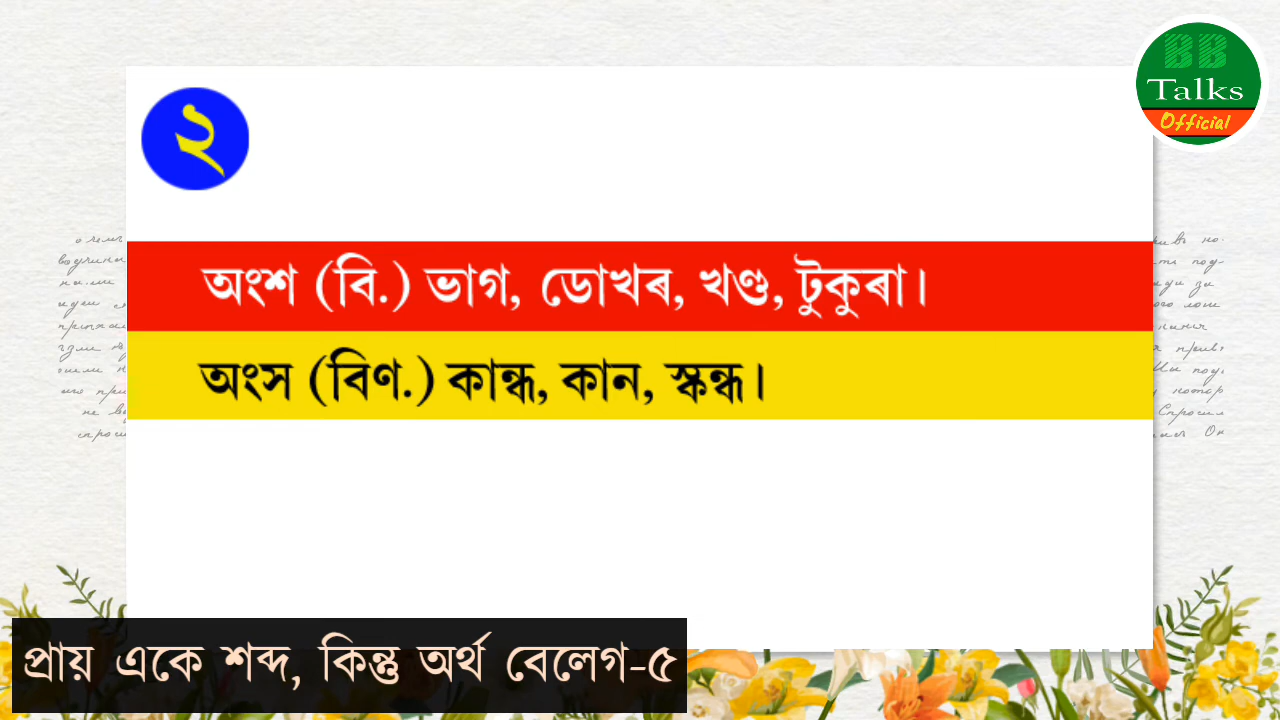 BB
Talks
Official
২
অংশ (বি.) ভাগ, ডোখৰ, খণ্ড, টুকুৰা।
অংস (বিণ.) কান্ধ, কান, স্কন্ধ।
প্ৰায় একে শব্দ, কিন্তু অৰ্থ বেলেগ-৫